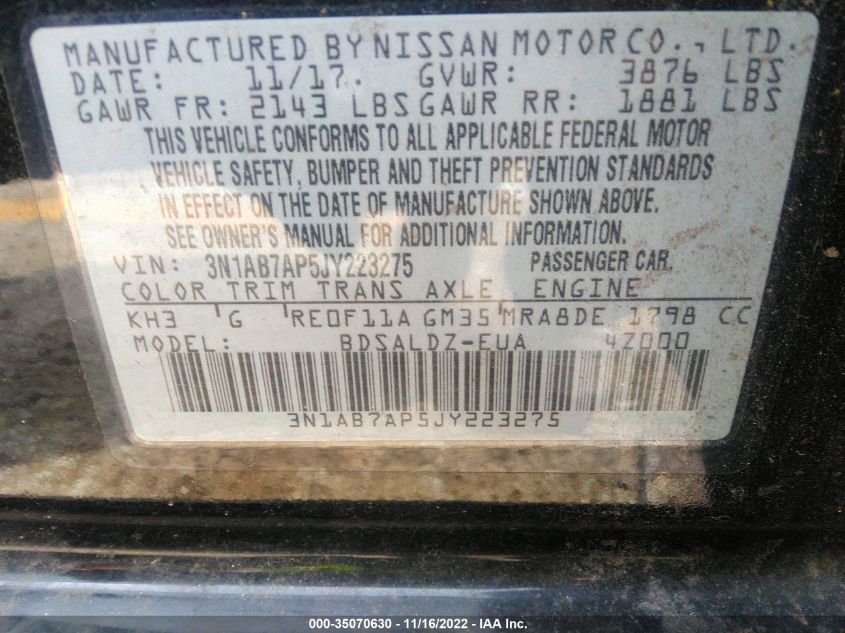 MANUFACTURED BY NISSAN MOTOR CO., LTD.
DATE: 11/17. GVWR: 3876 LBS
GAWR FR: 2143 LBS GAWR RR: 1881 LBS
THIS VEHICLE CONFORMS TO ALL APPLICABLE FEDERAL MOTOR
VEHICLE SAFETY, BUMPER AND THEFT PREVENTION STANDARDS
IN EFFECT ON THE DATE OF MANUFACTURE SHOWN ABOVE.
SEE OWNER'S MANUAL FOR ADDITIONAL INFORMATION.
VIN: 3N1AB7AP5JY223275 PASSENGER CAR
COLOR TRIM TRANS AXLE ENGINE
KH3 G RE0F11A GM35 MRA8DE 1798 CC
MODEL: BDSALDZ-EUA 4Z000
3N1AB7AP5JY223275
000-35070630 - 11/16/2022 - IAA Inc.